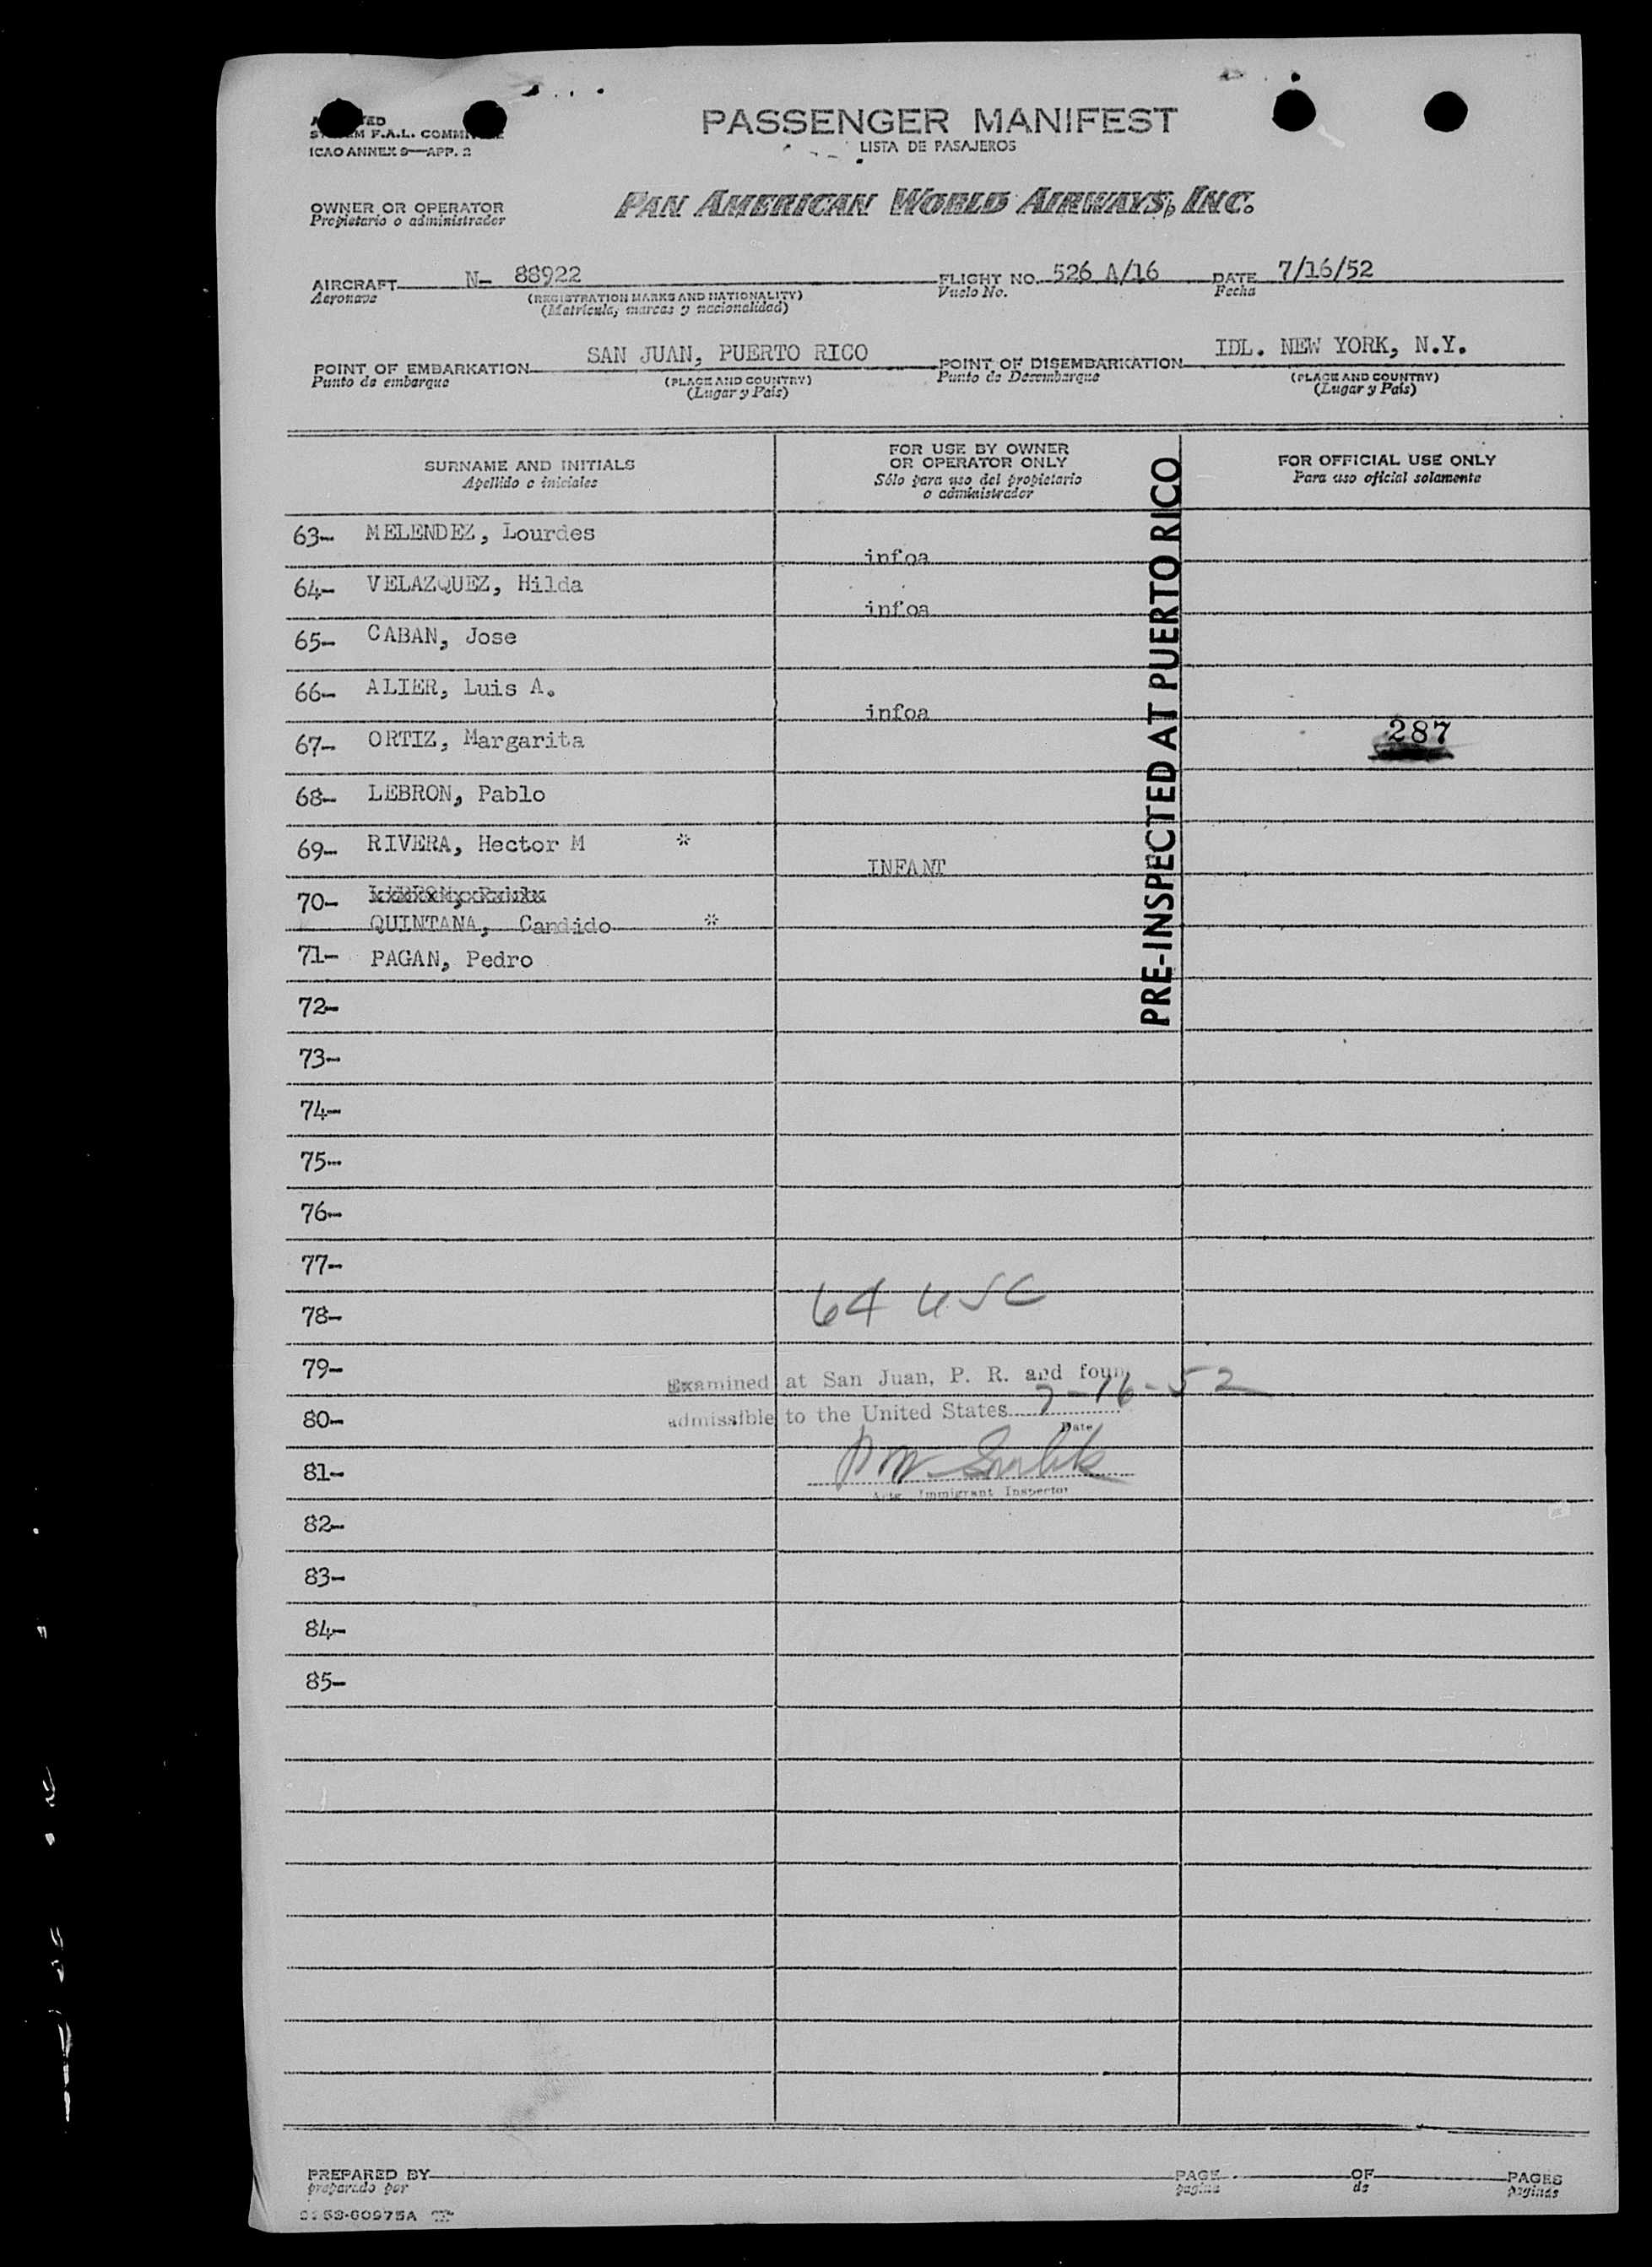 PASSENGER MANIFEST
LISTA DE PASAJEROS
F.A.L.
ICAO ANNEX 9—APP. 2
OWNER OR OPERATOR
Propietario o administrador
PAN AMERICAN WORLD AIRWAYS, INC.
AIRCRAFT N- 88922 FLIGHT NO. 526 A/16 DATE 7/16/52
Aeronave (REGISTRATION MARKS AND NATIONALITY) Vuelo No. Fecha
(Matrícula, marcas y nacionalidad)
POINT OF EMBARKATION SAN JUAN, PUERTO RICO POINT OF DISEMBARKATION IDL. NEW YORK, N.Y.
Punto de embarque (PLACE AND COUNTRY) Punto de Desembarque (PLACE AND COUNTRY)
(Lugar y País) (Lugar y País)
SURNAME AND INITIALS
Apellido e iniciales
FOR USE BY OWNER
OR OPERATOR ONLY
Sólo para uso del propietario
o administrador
FOR OFFICIAL USE ONLY
Para uso oficial solamente
PRE-INSPECTED AT PUERTO RICO
63- MELENDEZ, Lourdes infoa
64- VELAZQUEZ, Hilda infoa
65- CABAN, Jose
66- ALIER, Luis A. infoa
67- ORTIZ, Margarita 287
68- LEBRON, Pablo
69- RIVERA, Hector M * INFANT
70-
QUINTANA, Candido *
71- PAGAN, Pedro
72-
73-
74-
75-
76-
77-
78- 64 USC
79-
Examined at San Juan, P. R. and found
80- admissible to the United States 7-16-52
Date
81-
Actg. Immigrant Inspector
82-
83-
84-
85-
PREPARED BY PAGE OF PAGES
preparado por pagina de paginas